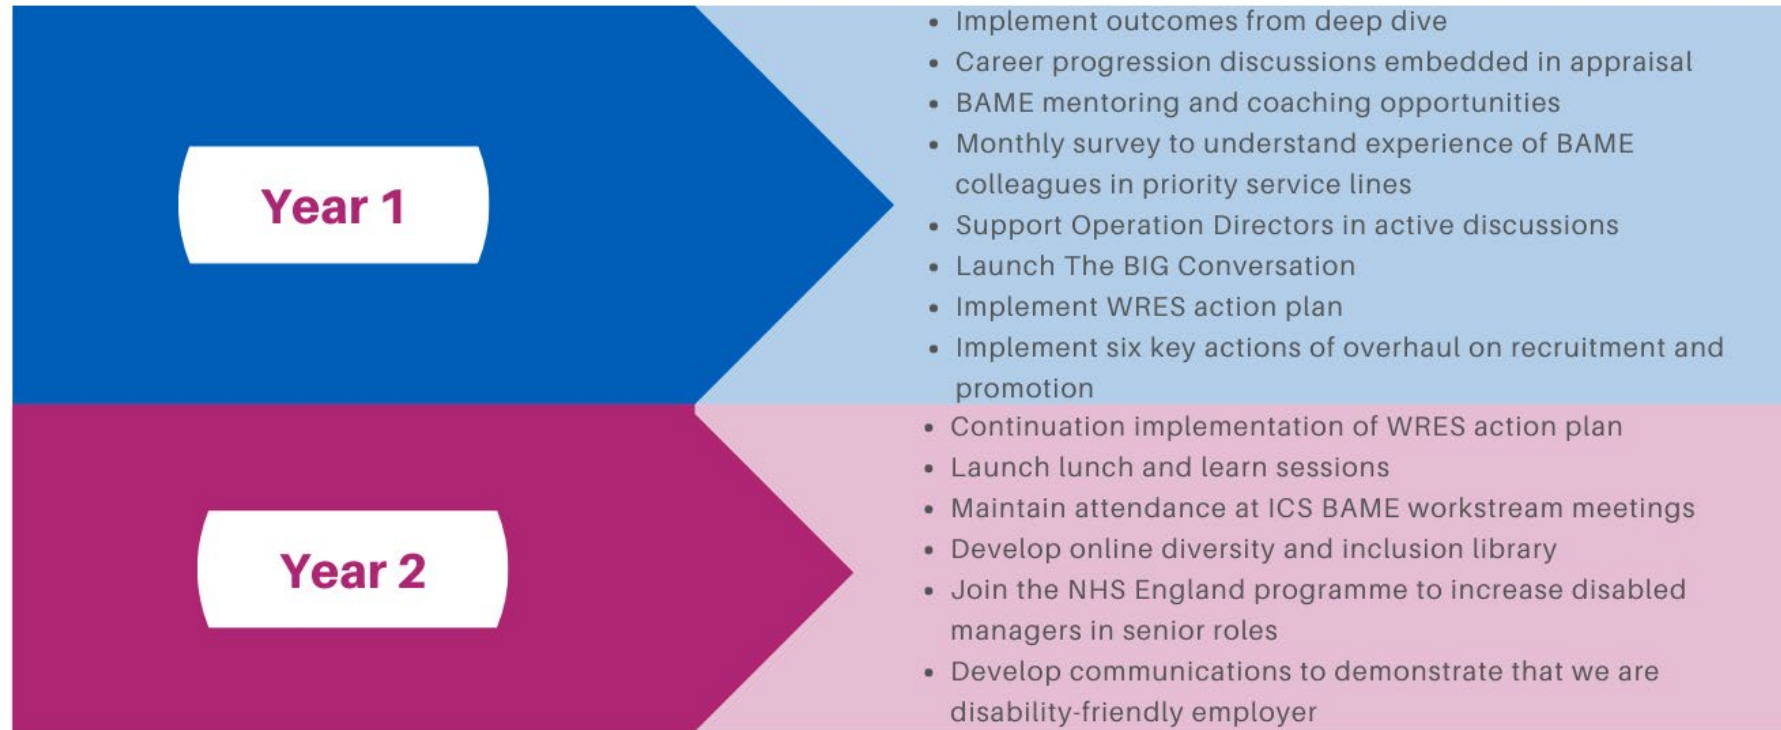 Year 1
• Implement outcomes from deep dive
• Career progression discussions embedded in appraisal
• BAME mentoring and coaching opportunities
• Monthly survey to understand experience of BAME
colleagues in priority service lines
• Support Operation Directors in active discussions
• Launch The BIG Conversation
• Implement WRES action plan
• Implement six key actions of overhaul on recruitment and
promotion
Year 2
• Continuation implementation of WRES action plan
• Launch lunch and learn sessions
• Maintain attendance at ICS BAME workstream meetings
• Develop online diversity and inclusion library
• Join the NHS England programme to increase disabled
managers in senior roles
• Develop communications to demonstrate that we are
disability-friendly employer